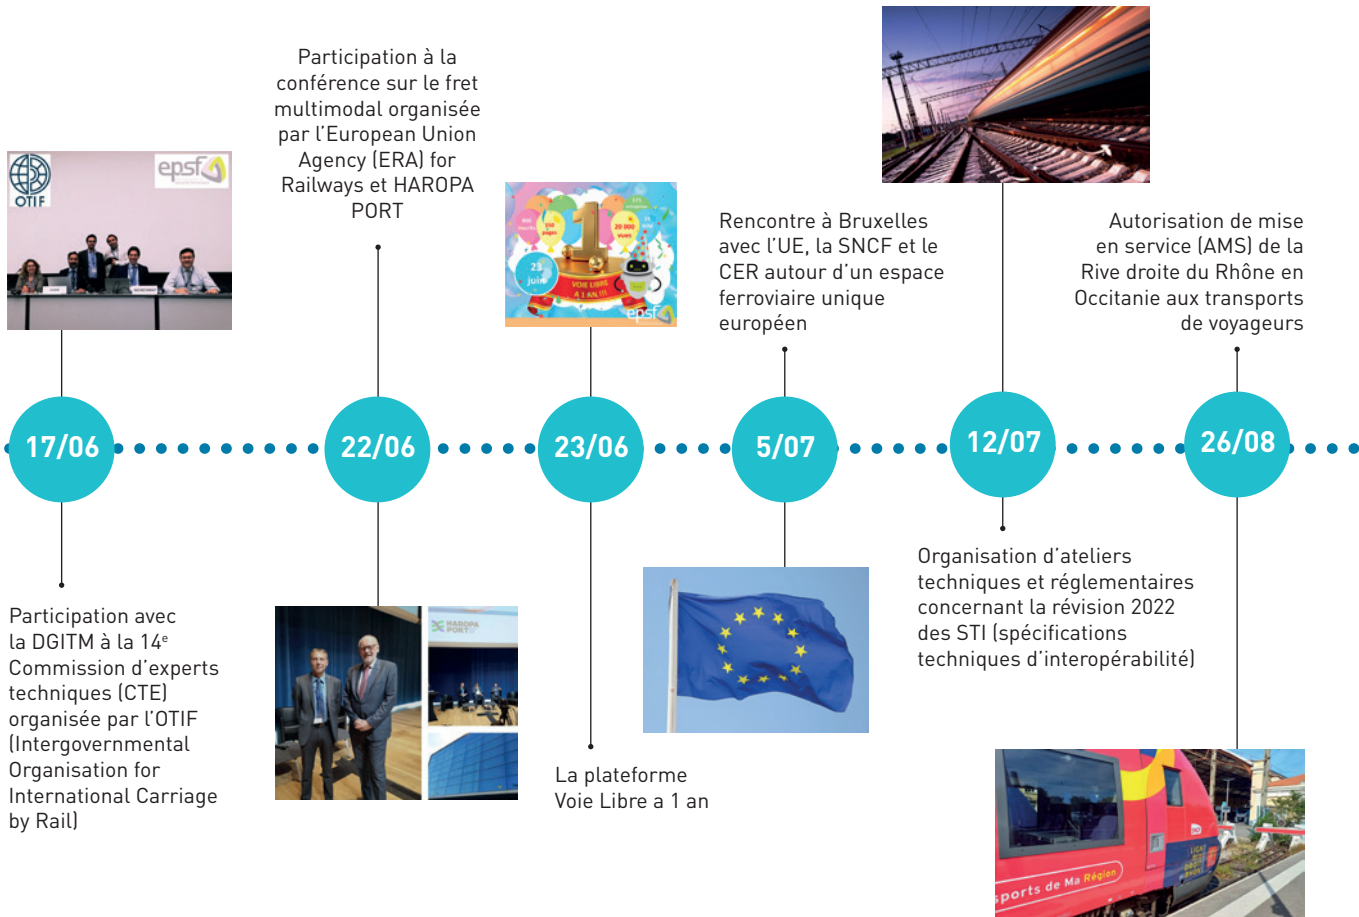 OTIF
epsf
Participation à la
conférence sur le fret
multimodal organisée
par l'European Union
Agency (ERA) for
Railways et HAROPA
PORT
20 000
vues
1
23
juin
VOIE LIBRE
A 1 AN !!!
epsf
Rencontre à Bruxelles
avec l'UE, la SNCF et le
CER autour d'un espace
ferroviaire unique
européen
Autorisation de mise
en service (AMS) de la
Rive droite du Rhône en
Occitanie aux transports
de voyageurs
17/06
22/06
23/06
5/07
12/07
26/08
Participation avec
la DGITM à la 14e
Commission d'experts
techniques (CTE)
organisée par l'OTIF
(Intergovernmental
Organisation for
International Carriage
by Rail)
HAROPA
PORT
La plateforme
Voie Libre a 1 an
Organisation d'ateliers
techniques et réglementaires
concernant la révision 2022
des STI (spécifications
techniques d'interopérabilité)
sports de Ma Région